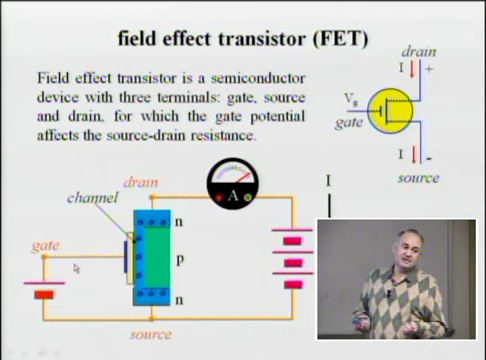 field effect transistor (FET)
Field effect transistor is a semiconductor
device with three terminals: gate, source
and drain, for which the gate potential
affects the source-drain resistance.
drain
I
+
Vg
gate
I
-
source
drain
channel
A
I
n
gate
p
n
source